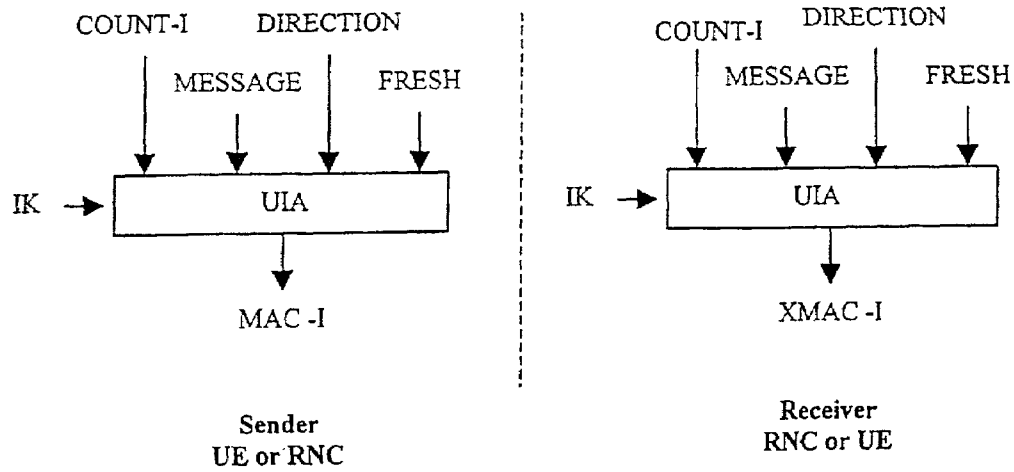 COUNT-I DIRECTION
MESSAGE FRESH
IK UIA
MAC -I
Sender
UE or RNC
COUNT-I DIRECTION
MESSAGE FRESH
IK UIA
XMAC -I
Receiver
RNC or UE